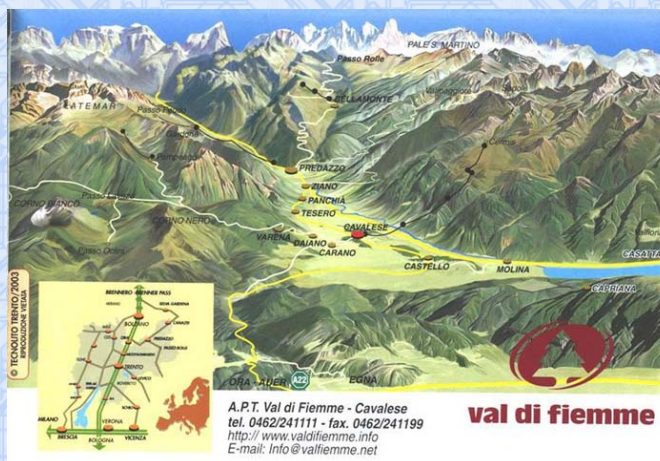 PALE S. MARTINO
Passo Rolle
BELLAMONTE
LATEMAR
PREDAZZO
ZIANO
PANCHIÀ
TESERO
CORNO BIANCO
CORNO NERO
VARENA
DAIANO
CARANO
CAVALESE
CASTELLO
MOLINA
CAPRIANA
ORA - AUER
A22
EGNA
© TECNOLITO TRENTO/2003
RIPRODUZIONE VIETATA
BRENNERO - BRENNER PASS
BOLZANO
PREDAZZO
TRENTO
MILANO
VERONA
BRESCIA
BOLOGNA
VICENZA
A.P.T. Val di Fiemme - Cavalese
tel. 0462/241111 - fax. 0462/241199
http:// www.valdifiemme.info
E-mail: Info@valfiemme.net
val di fiemme